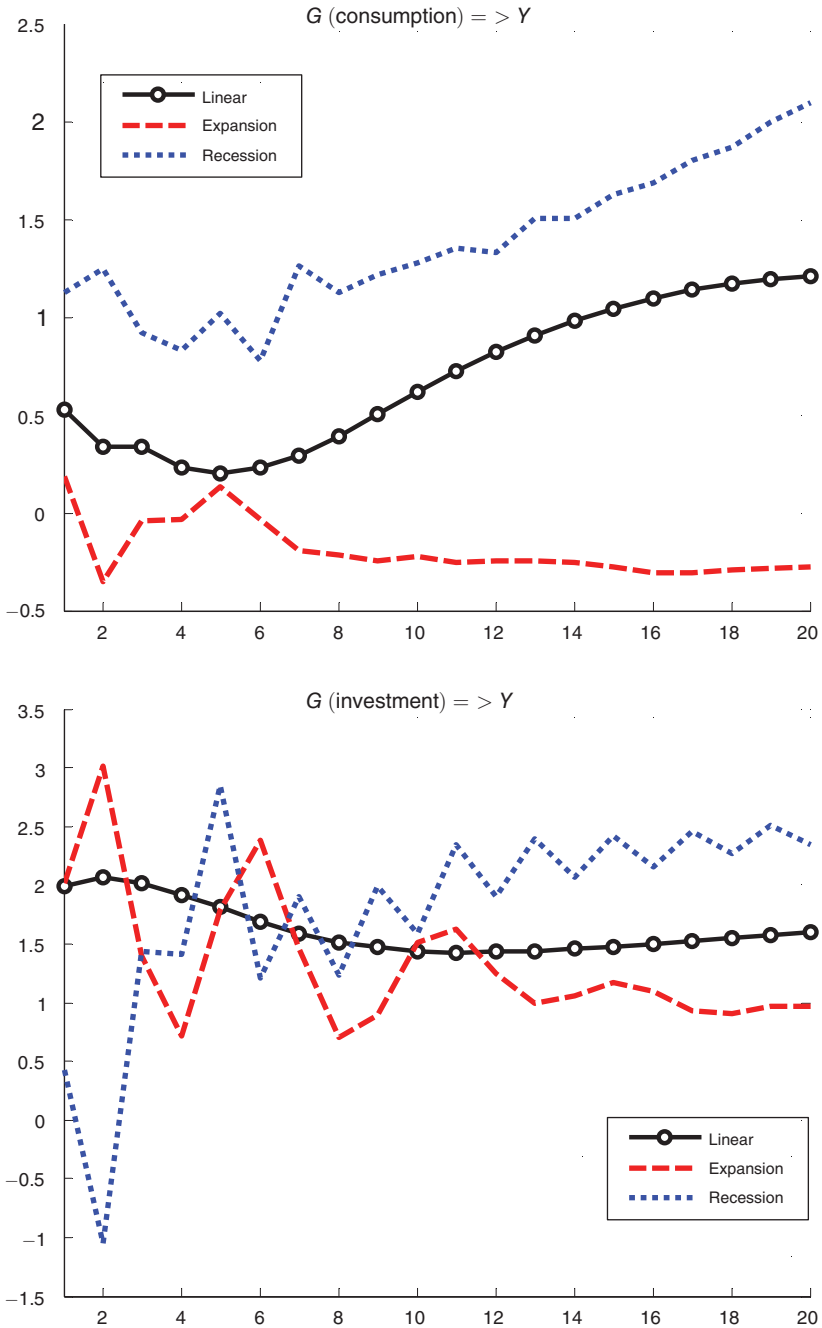 G (consumption) = > Y
2.5
2
1.5
1
0.5
0
−0.5
Linear
Expansion
Recession
2 4 6 8 10 12 14 16 18 20
G (investment) = > Y
3.5
3
2.5
2
1.5
1
0.5
0
−0.5
−1
−1.5
Linear
Expansion
Recession
2 4 6 8 10 12 14 16 18 20